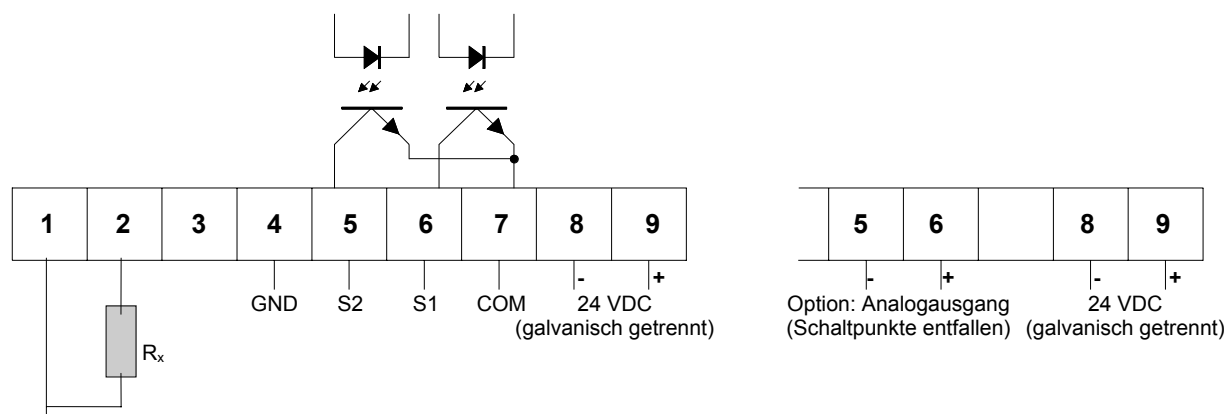 1 2 3 4 5 6 7 8 9 5 6 8 9
- + - + - +
GND S2 S1 COM 24 VDC Option: Analogausgang 24 VDC
(galvanisch getrennt) (Schaltpunkte entfallen) (galvanisch getrennt)
Rx